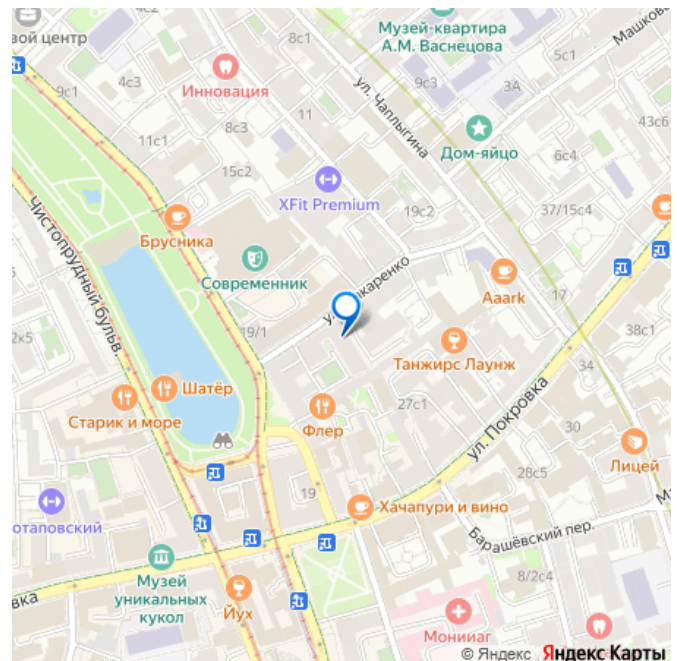 Музей-квартира
А.М. Васнецова
Машкова
вой центр
8с1
5с1
4с3
9с1
Инновация
9с3
3А
ул. Чаплыгина
11
8с3
43с6
11с1
Дом-яйцо
15с2
6с4
XFit Premium
19с2
37/15с4
Чистопрудный бульв.
Брусника
Современник
Aaark
17
19/1
2к5
38с1
Танжирс Лаунж
34
Шатёр
27с1
ул. Покровка
Старик и море
Флер
30
Лицей
28с5
19
Хачапури и вино
отаповский
Барашёвский пер.
Музей
уникальных
кукол
8/2с4
Йух
вка
Монииаг
© Яндекс Яндекс Карты